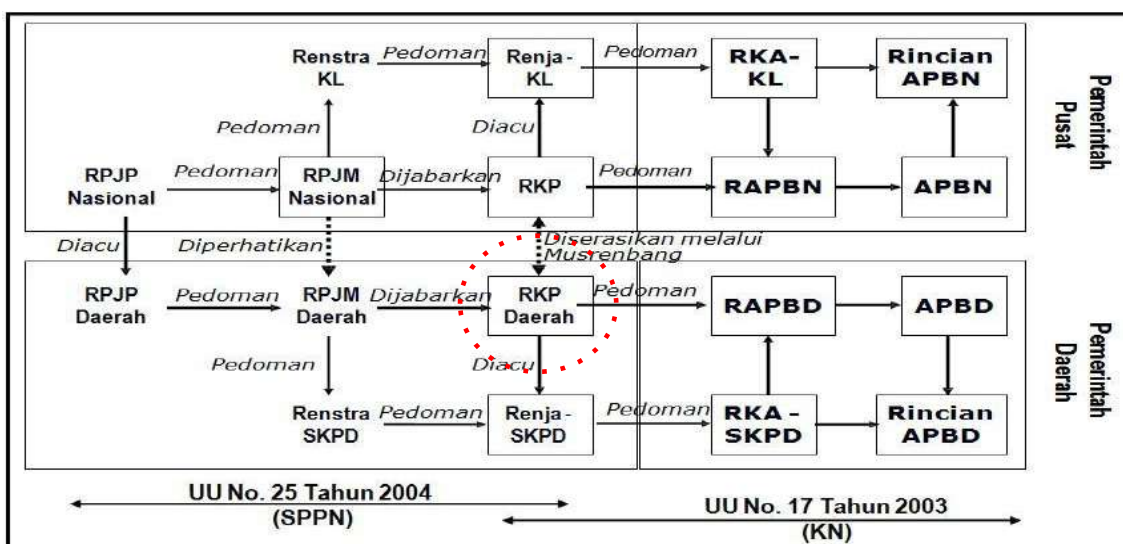 Renstra
KL
Pedoman
Renja-
KL
Pedoman
RKA-
KL
Rincian
APBN
Pemerintah
Pusat
Pedoman
Diacu
RPJP
Nasional
Pedoman
RPJM
Nasional
Dijabarkan
RKP
Pedoman
RAPBN
APBN
Diacu
Diperhatikan
Diserasikan melalui
Musrenbang
RPJP
Daerah
Pedoman
RPJM
Daerah
Dijabarkan
RKP
Daerah
Pedoman
RAPBD
APBD
Pemerintah
Daerah
Pedoman
Diacu
Renstra
SKPD
Pedoman
Renja-
SKPD
Pedoman
RKA -
SKPD
Rincian
APBD
UU No. 25 Tahun 2004
(SPPN)
UU No. 17 Tahun 2003
(KN)